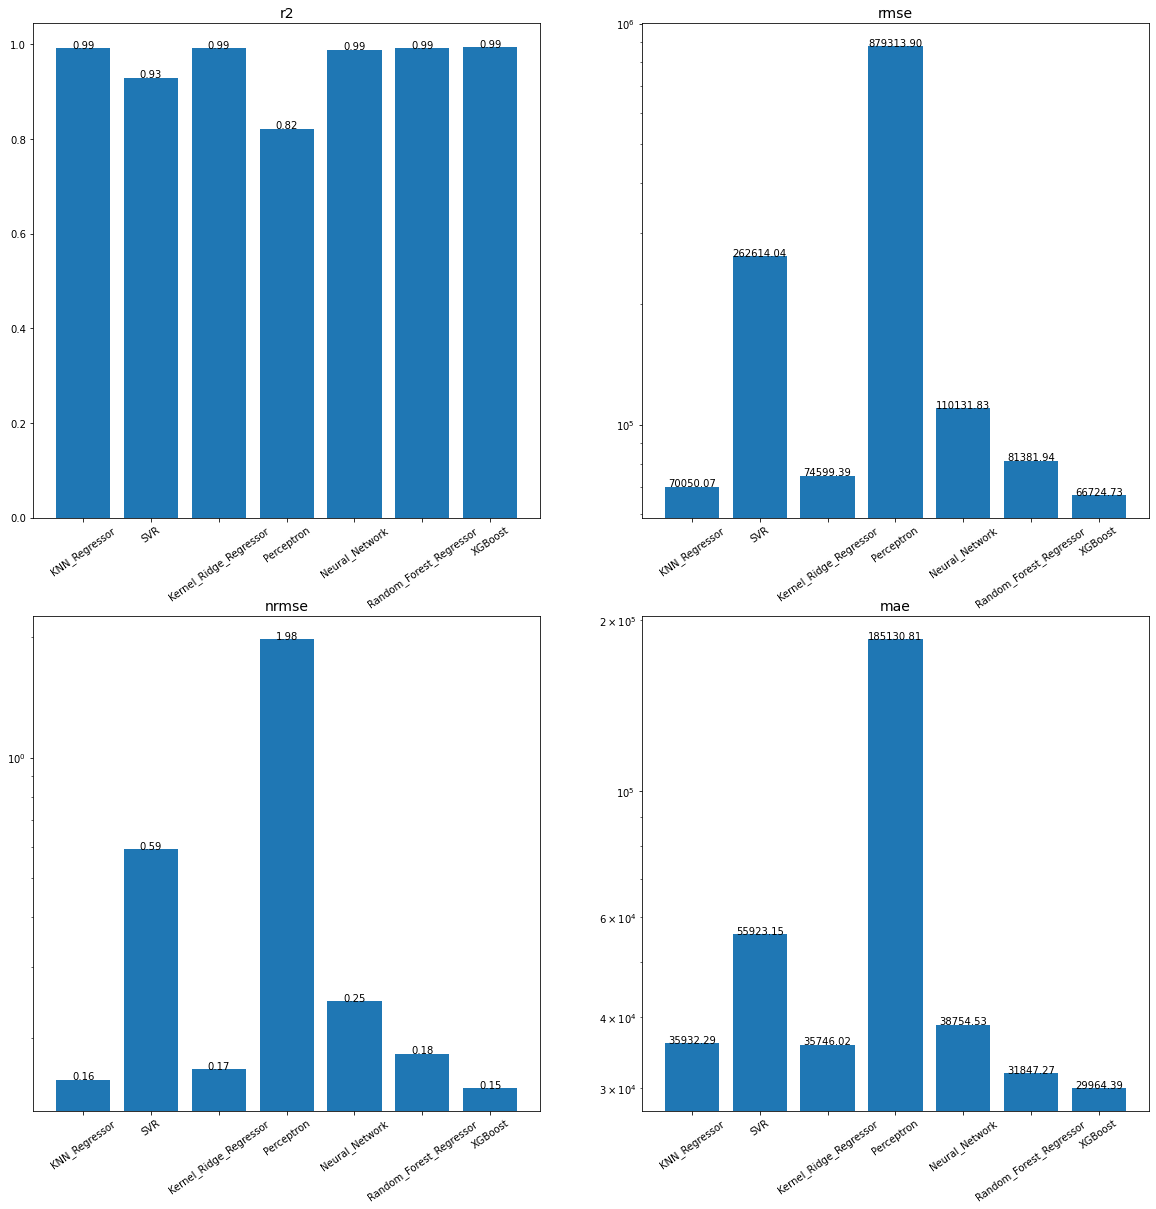 r2
1.0
0.8
0.6
0.4
0.2
0.0
0.99
0.93
0.99
0.82
0.99
0.99
0.99
KNN_Regressor
SVR
Kernel_Ridge_Regressor
Perceptron
Neural_Network
Random_Forest_Regressor
XGBoost
rmse
10⁶
10⁵
70050.07
262614.04
74599.39
879313.90
110131.83
81381.94
66724.73
KNN_Regressor
SVR
Kernel_Ridge_Regressor
Perceptron
Neural_Network
Random_Forest_Regressor
XGBoost
nrmse
10⁰
0.16
0.59
0.17
1.98
0.25
0.18
0.15
KNN_Regressor
SVR
Kernel_Ridge_Regressor
Perceptron
Neural_Network
Random_Forest_Regressor
XGBoost
mae
2 × 10⁵
10⁵
6 × 10⁴
4 × 10⁴
3 × 10⁴
35932.29
55923.15
35746.02
185130.81
38754.53
31847.27
29964.39
KNN_Regressor
SVR
Kernel_Ridge_Regressor
Perceptron
Neural_Network
Random_Forest_Regressor
XGBoost